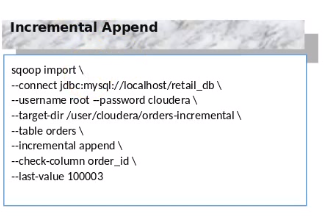 Incremental Append
sqoop import \
--connect jdbc:mysql://localhost/retail_db \
--username root –password cloudera \
--target-dir /user/cloudera/orders-incremental \
--table orders \
--incremental append \
--check-column order_id \
--last-value 100003